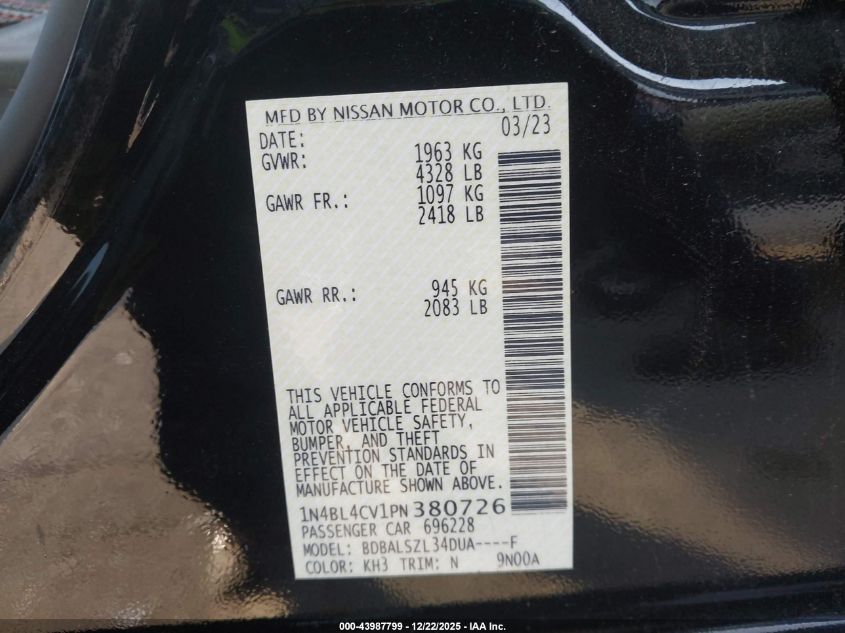 MFD BY NISSAN MOTOR CO., LTD.
DATE: 03/23
GVWR: 1963 KG
4328 LB
GAWR FR.: 1097 KG
2418 LB
GAWR RR.: 945 KG
2083 LB
THIS VEHICLE CONFORMS TO
ALL APPLICABLE FEDERAL
MOTOR VEHICLE SAFETY,
BUMPER, AND THEFT
PREVENTION STANDARDS IN
EFFECT ON THE DATE OF
MANUFACTURE SHOWN ABOVE.
1N4BL4CV1PN380726
PASSENGER CAR 696228
MODEL: BDBALSZL34DUA----F
COLOR: KH3 TRIM: N 9N00A
000-43987799 - 12/22/2025 - IAA Inc.